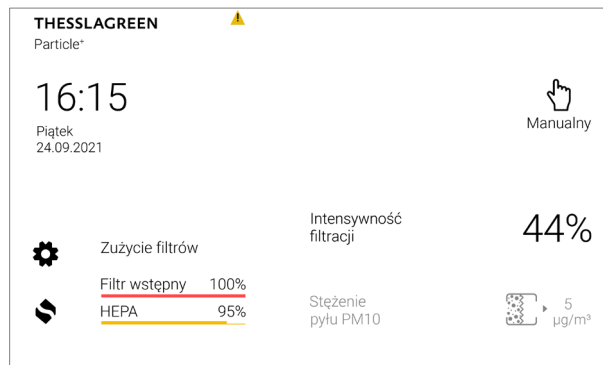 THESSLAGREEN
Particle⁺
16:15
Piątek
24.09.2021
Manualny
Intensywność
filtracji
44%
Zużycie filtrów
Filtr wstępny 100%
HEPA 95%
Stężenie
pyłu PM10
5
µg/m³